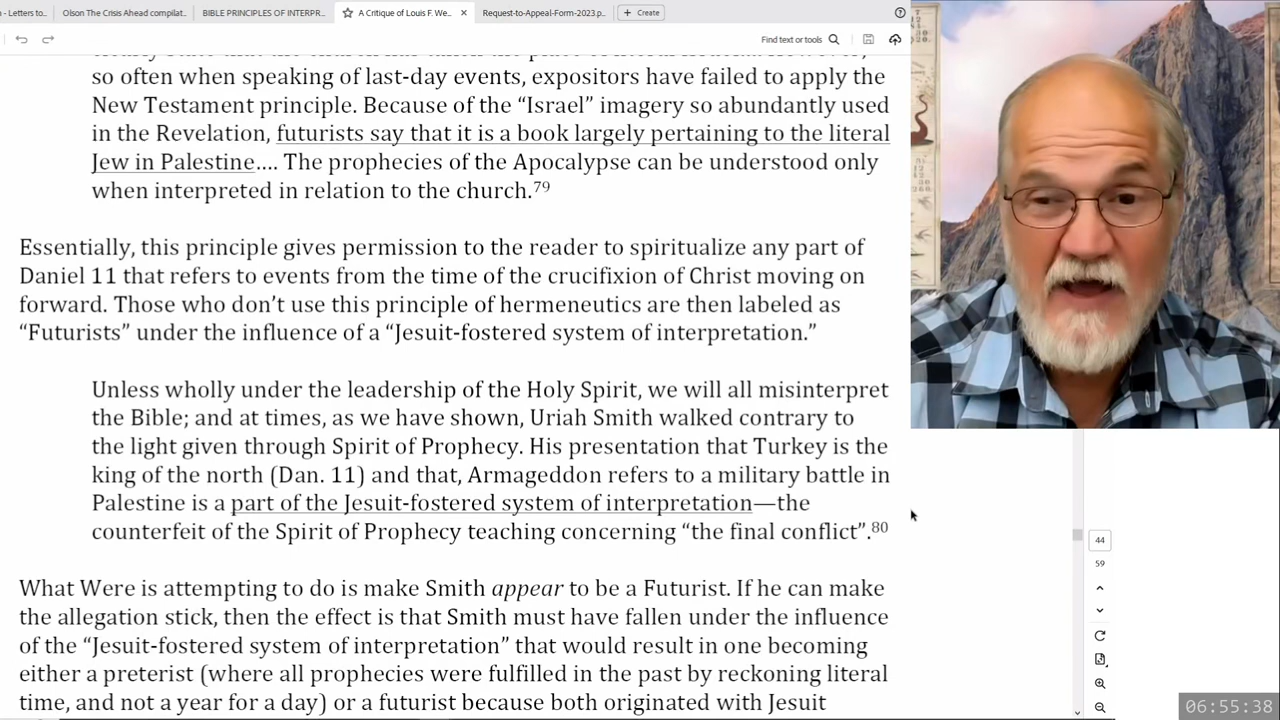 - Letters to...
Olson The Crisis Ahead compilat...
BIBLE PRINCIPLES OF INTERPR...
A Critique of Louis F. We...
Request-to-Appeal-Form-2023.p...
Create
Find text or tools
so often when speaking of last-day events, expositors have failed to apply the
New Testament principle. Because of the “Israel” imagery so abundantly used
in the Revelation, futurists say that it is a book largely pertaining to the literal
Jew in Palestine.... The prophecies of the Apocalypse can be understood only
when interpreted in relation to the church.79
Essentially, this principle gives permission to the reader to spiritualize any part of
Daniel 11 that refers to events from the time of the crucifixion of Christ moving on
forward. Those who don’t use this principle of hermeneutics are then labeled as
“Futurists” under the influence of a “Jesuit-fostered system of interpretation.”
Unless wholly under the leadership of the Holy Spirit, we will all misinterpret
the Bible; and at times, as we have shown, Uriah Smith walked contrary to
the light given through Spirit of Prophecy. His presentation that Turkey is the
king of the north (Dan. 11) and that, Armageddon refers to a military battle in
Palestine is a part of the Jesuit-fostered system of interpretation—the
counterfeit of the Spirit of Prophecy teaching concerning “the final conflict”.80
What Were is attempting to do is make Smith appear to be a Futurist. If he can make
the allegation stick, then the effect is that Smith must have fallen under the influence
of the “Jesuit-fostered system of interpretation” that would result in one becoming
either a preterist (where all prophecies were fulfilled in the past by reckoning literal
time, and not a year for a day) or a futurist because both originated with Jesuit
44
59
06:55:38